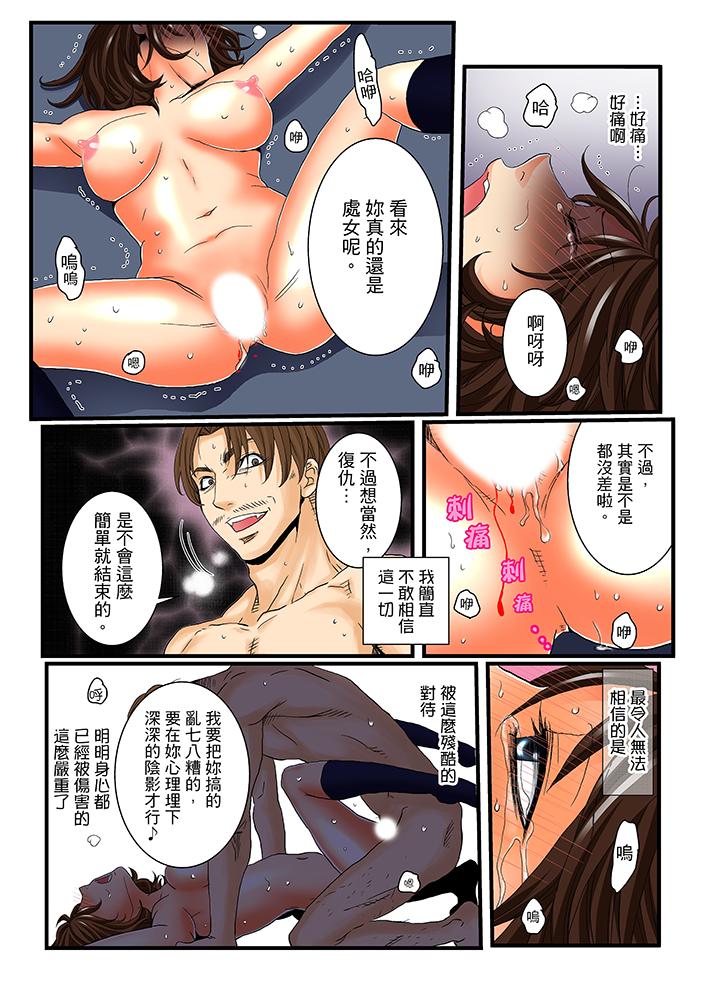 …好痛…
好痛啊
哈
啊呀呀
咿
嗯
哈咿
咿
看來
妳真的還是
處女呢。
嗚嗚
嗯
咿
不過，
其實是不是
都沒差啦。
刺痛
刺痛
咿
咿
我簡直
不敢相信
這一切
不過想當然，
復仇…
是不會這麼
簡單就結束的。
最令人無法
相信的是
嗚
嗚
被這麼殘酷的
對待
我要把妳搞的
亂七八糟的，
要在妳心理埋下
深深的陰影才行♪
嗯
呼
明明身心都
已經被傷害的
這麼嚴重了